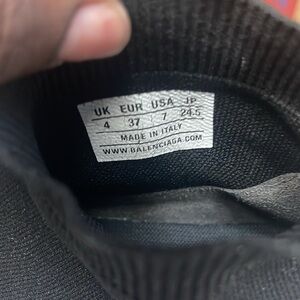 UK EUR USA JP
4 37 7 24.5
MADE IN ITALY
WWW.BALENCIAGA.COM